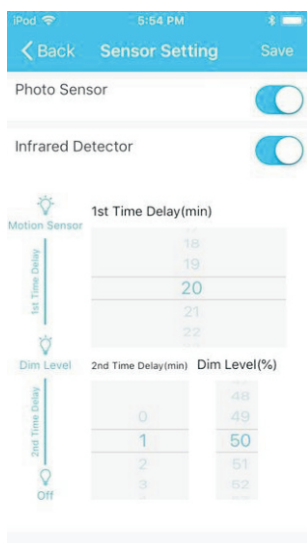 iPod 5:54 PM
Back Sensor Setting Save
Photo Sensor
Infrared Detector
Motion Sensor
1st Time Delay
Dim Level
2nd Time Delay
Off
1st Time Delay(min)
18
19
20
21
22
2nd Time Delay(min) Dim Level(%)
48
0 49
1 50
2 51
3 52